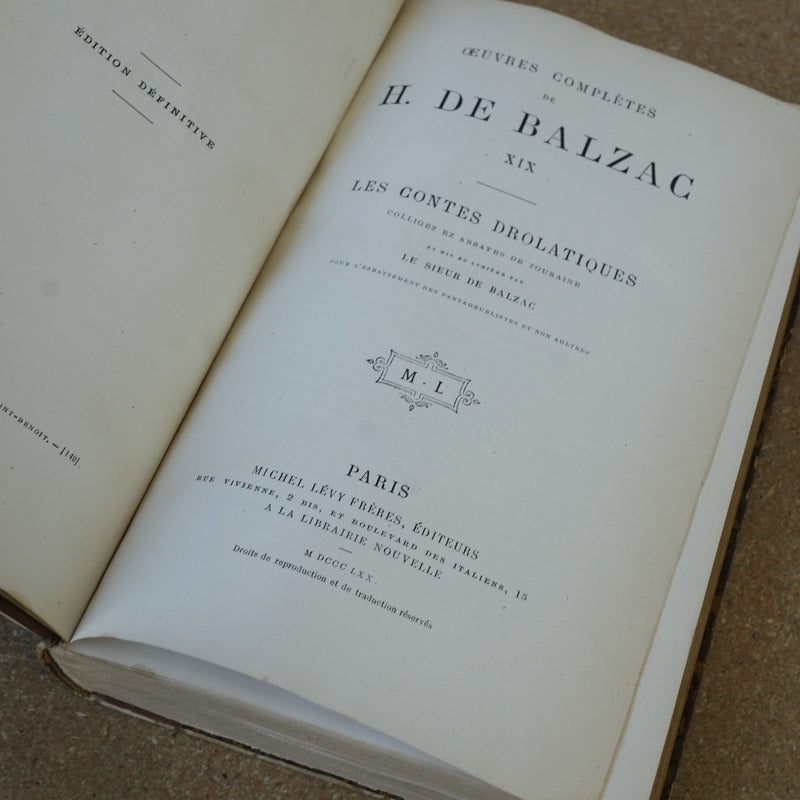 ÉDITION DÉFINITIVE
INT-BENOIT. — [142].
ŒUVRES COMPLÈTES
DE
H. DE BALZAC
XIX
LES CONTES DROLATIQUES
COLLIGEZ EZ ABBAYES DE TOURAINE
ET MIS EN LUMIÈRE PAR
LE SIEUR DE BALZAC
POUR L'ESBATTEMENT DES PANTAGRUELISTES ET NON AULTRES
M · L
PARIS
MICHEL LÉVY FRÈRES, ÉDITEURS
RUE VIVIENNE, 2 BIS, ET BOULEVARD DES ITALIENS, 15
A LA LIBRAIRIE NOUVELLE
M DCCC LXX
Droits de reproduction et de traduction réservés